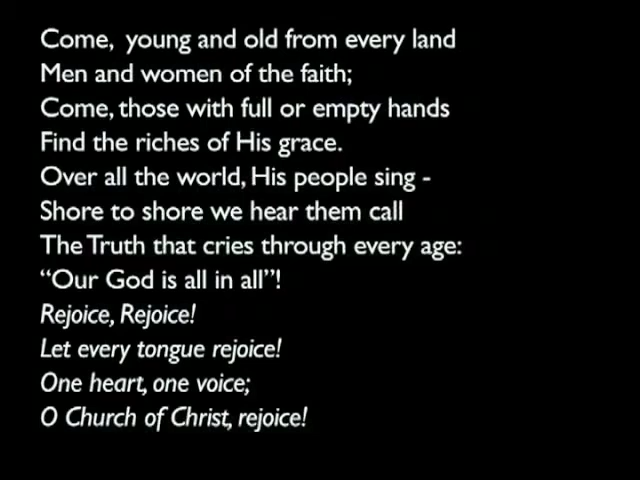 Come, young and old from every land
Men and women of the faith;
Come, those with full or empty hands
Find the riches of His grace.
Over all the world, His people sing -
Shore to shore we hear them call
The Truth that cries through every age:
“Our God is all in all”!
Rejoice, Rejoice!
Let every tongue rejoice!
One heart, one voice;
O Church of Christ, rejoice!